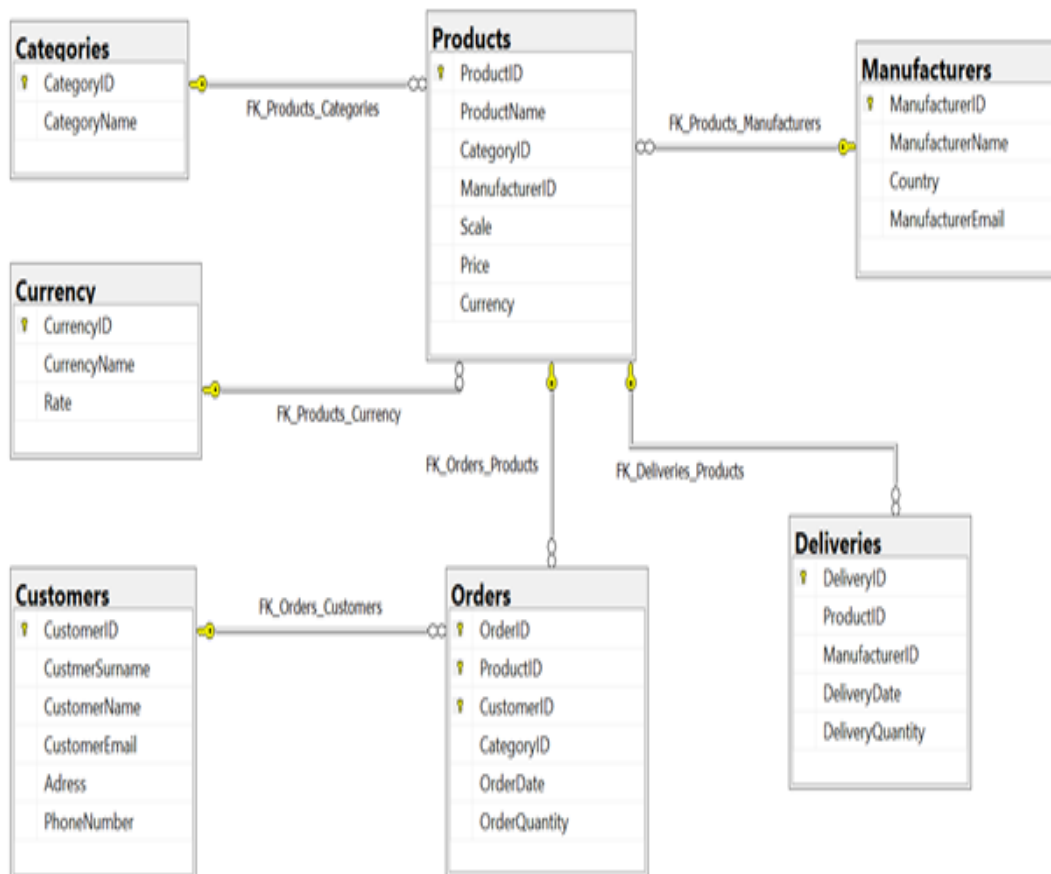 Categories
CategoryID
CategoryName
FK_Products_Categories
Products
ProductID
ProductName
CategoryID
ManufacturerID
Scale
Price
Currency
FK_Products_Manufacturers
Manufacturers
ManufacturerID
ManufacturerName
Country
ManufacturerEmail
Currency
CurrencyID
CurrencyName
Rate
FK_Products_Currency
FK_Orders_Products
FK_Deliveries_Products
Customers
CustomerID
CustmerSurname
CustomerName
CustomerEmail
Adress
PhoneNumber
FK_Orders_Customers
Orders
OrderID
ProductID
CustomerID
CategoryID
OrderDate
OrderQuantity
Deliveries
DeliveryID
ProductID
ManufacturerID
DeliveryDate
DeliveryQuantity